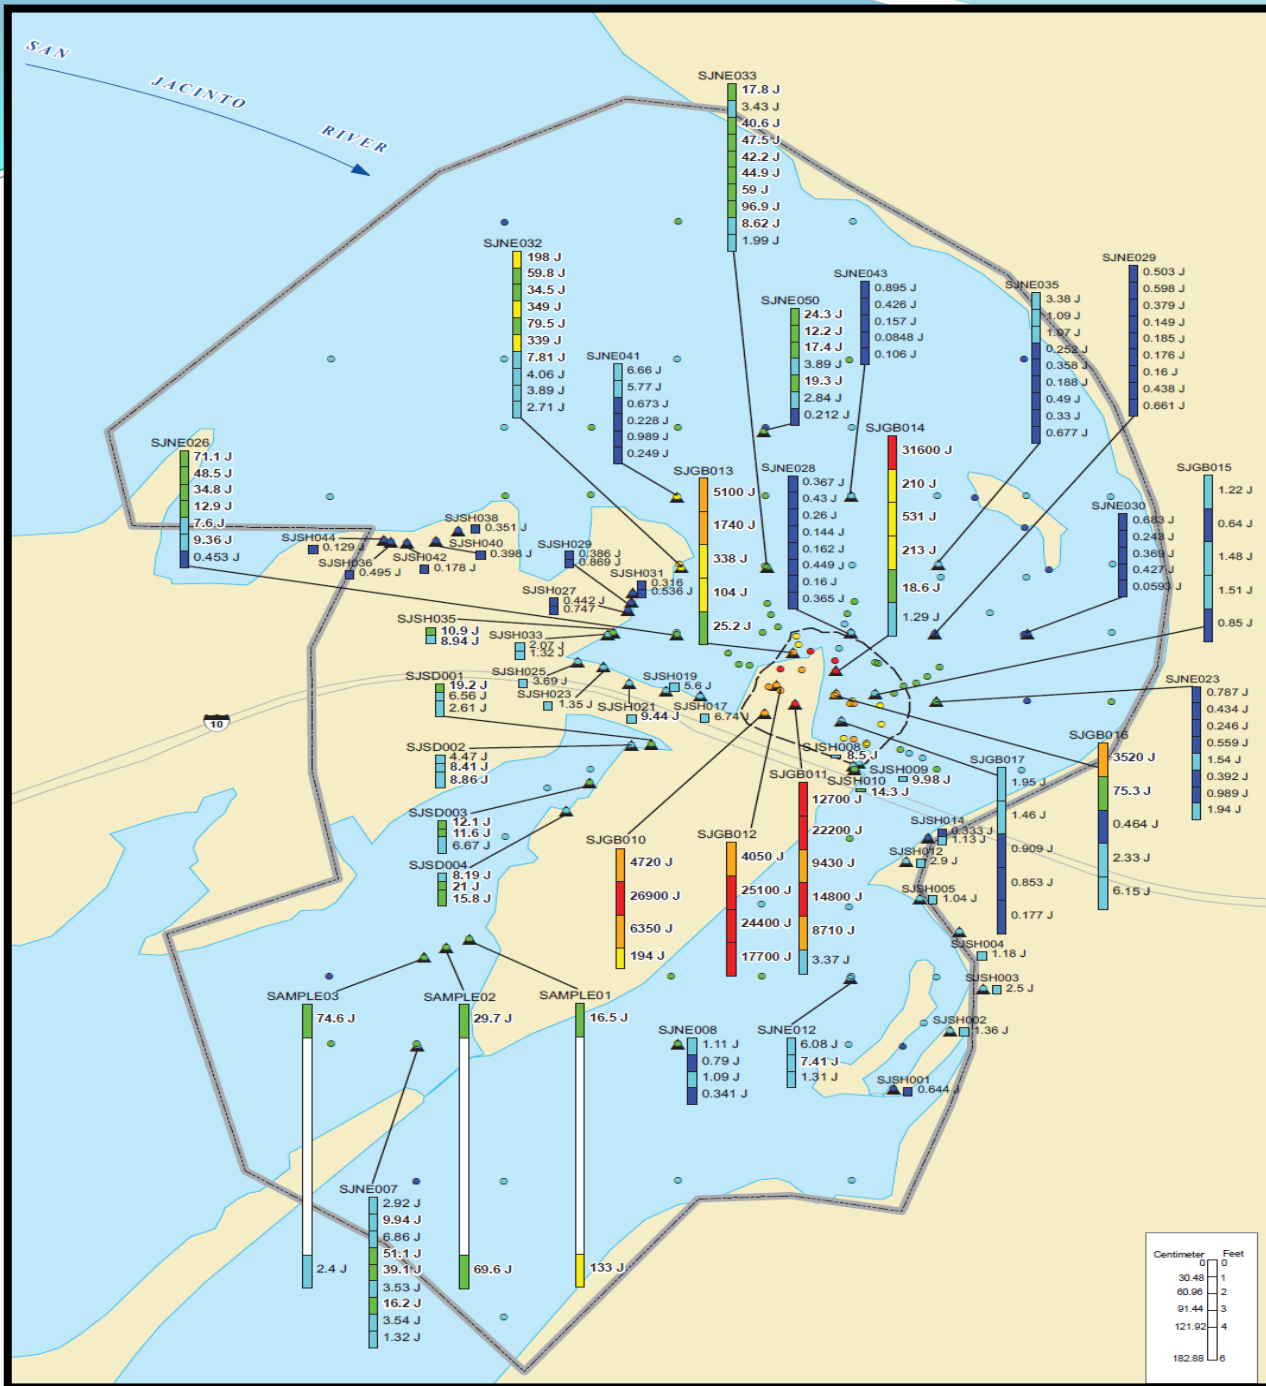 SAN
JACINTO
RIVER
SJNE033
17.8 J
3.43 J
40.6 J
47.5 J
42.2 J
44.9 J
59 J
96.9 J
8.62 J
1.99 J
SJNE032
198 J
59.8 J
34.5 J
349 J
79.5 J
339 J
7.81 J
4.06 J
3.89 J
2.71 J
SJNE041
6.66 J
5.77 J
0.673 J
0.228 J
0.989 J
0.249 J
SJNE050
24.3 J
12.2 J
17.4 J
3.89 J
19.3 J
2.84 J
0.212 J
SJNE043
0.895 J
0.426 J
0.157 J
0.0848 J
0.106 J
SJNE035
3.38 J
1.09 J
1.07 J
0.252 J
0.358 J
0.188 J
0.49 J
0.33 J
0.677 J
SJNE029
0.503 J
0.598 J
0.379 J
0.149 J
0.185 J
0.176 J
0.16 J
0.438 J
0.661 J
SJNE026
71.1 J
48.5 J
34.8 J
12.9 J
7.6 J
9.36 J
0.453 J
SJGB013
5100 J
1740 J
338 J
104 J
25.2 J
SJNE028
0.367 J
0.43 J
0.26 J
0.144 J
0.162 J
0.449 J
0.16 J
0.365 J
SJGB014
31600 J
210 J
531 J
213 J
18.6 J
1.29 J
SJNE030
0.683 J
0.243 J
0.369 J
0.427 J
0.0593 J
SJGB015
1.22 J
0.64 J
1.48 J
1.51 J
0.85 J
SJSH038
0.351 J
SJSH044
0.129 J
SJSH036
0.495 J
SJSH042
0.178 J
SJSH040
0.398 J
SJSH029
0.386 J
0.869 J
SJSH031
0.316
0.536 J
SJSH027
0.442 J
0.747
SJSH035
10.9 J
8.94 J
SJSH033
2.07 J
1.32 J
SJSH025
3.69 J
SJSH023
1.35 J
SJSH021
9.44 J
SJSH019
5.6 J
SJSH017
6.74 J
SJSD001
19.2 J
6.56 J
2.61 J
10
SJSD002
4.47 J
8.41 J
8.86 J
SJSD003
12.1 J
11.6 J
6.67 J
SJSD004
8.19 J
21 J
15.8 J
SJNE023
0.787 J
0.434 J
0.246 J
0.559 J
1.54 J
0.392 J
0.989 J
1.94 J
SJSH008
8.5 J
SJSH009
9.98 J
SJSH010
14.3 J
SJGB011
12700 J
22200 J
9430 J
14800 J
8710 J
3.37 J
SJGB017
1.95 J
1.46 J
0.909 J
0.853 J
0.177 J
SJGB016
3520 J
75.3 J
0.464 J
2.33 J
6.15 J
SJGB010
4720 J
26900 J
6350 J
194 J
SJGB012
4050 J
25100 J
24400 J
17700 J
SJSH014
0.333 J
1.13 J
SJSH012
2.9 J
SJSH005
1.04 J
SJSH004
1.18 J
SJSH003
2.5 J
SJSH002
1.36 J
SJSH001
0.644 J
SAMPLE03
74.6 J
2.4 J
SAMPLE02
29.7 J
69.6 J
SAMPLE01
16.5 J
133 J
SJNE008
1.11 J
0.79 J
1.09 J
0.341 J
SJNE012
6.08 J
7.41 J
1.31 J
SJNE007
2.92 J
9.94 J
6.86 J
51.1 J
39.1 J
3.53 J
16.2 J
3.54 J
1.32 J
Centimeter Feet
0 0
30.48 1
60.96 2
91.44 3
121.92 4
182.88 6